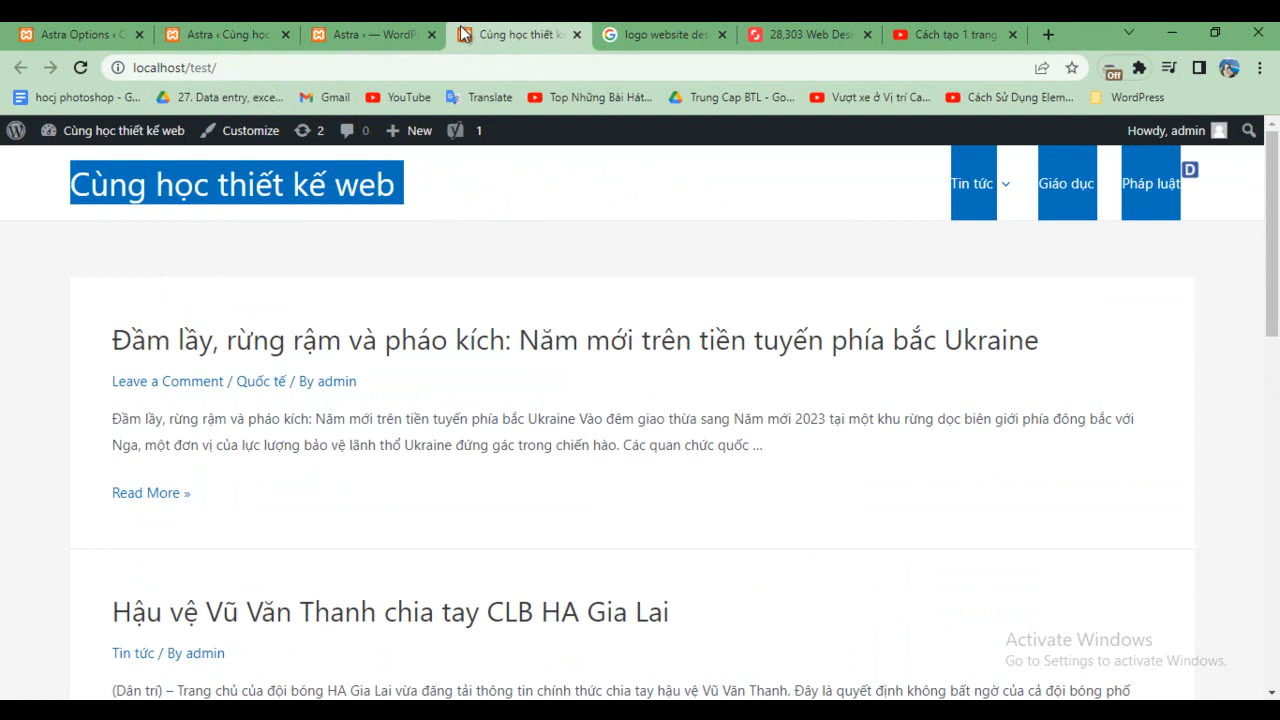 Astra Options ‹ C
Astra ‹ Cùng học
Astra ‹ — WordP
Cùng học thiết k
logo website des
28,303 Web Desi
Cách tạo 1 trang
localhost/test/
Off
hocj photoshop - G...
27. Data entry, exce...
Gmail
YouTube
Translate
Top Những Bài Hát...
Trung Cap BTL - Go...
Vượt xe ở Vị trí Ca...
Cách Sử Dụng Elem...
WordPress
Cùng học thiết kế web
Customize
2
0
New
1
Howdy, admin
Cùng học thiết kế web
Tin tức
Giáo dục
Pháp luật
D
Đầm lầy, rừng rậm và pháo kích: Năm mới trên tiền tuyến phía bắc Ukraine
Leave a Comment / Quốc tế / By admin
Đầm lầy, rừng rậm và pháo kích: Năm mới trên tiền tuyến phía bắc Ukraine Vào đêm giao thừa sang Năm mới 2023 tại một khu rừng dọc biên giới phía đông bắc với
Nga, một đơn vị của lực lượng bảo vệ lãnh thổ Ukraine đứng gác trong chiến hào. Các quan chức quốc ...
Read More »
Hậu vệ Vũ Văn Thanh chia tay CLB HA Gia Lai
Tin tức / By admin
(Dân trí) – Trang chủ của đội bóng HA Gia Lai vừa đăng tải thông tin chính thức chia tay hậu vệ Vũ Văn Thanh. Đây là quyết định không bất ngờ của cả đội bóng phố
Activate Windows
Go to Settings to activate Windows.